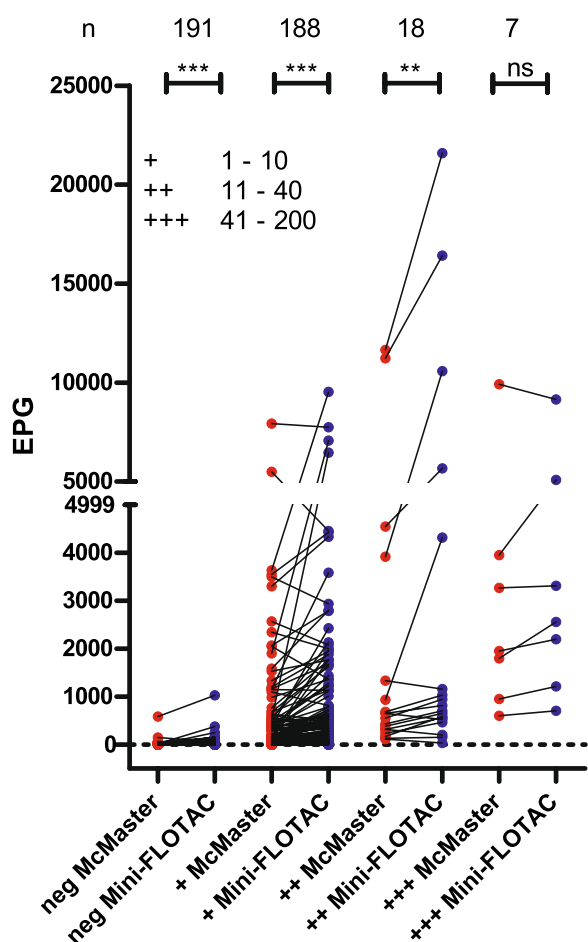 n 191 188 18 7
*** *** ** ns
25000
+ 1 - 10
20000
++ 11 - 40
+++ 41 - 200
15000
10000
EPG
5000
4999
4000
3000
2000
1000
0
neg McMaster
neg Mini-FLOTAC
+ McMaster
+ Mini-FLOTAC
++ McMaster
++ Mini-FLOTAC
+++ McMaster
+++ Mini-FLOTAC